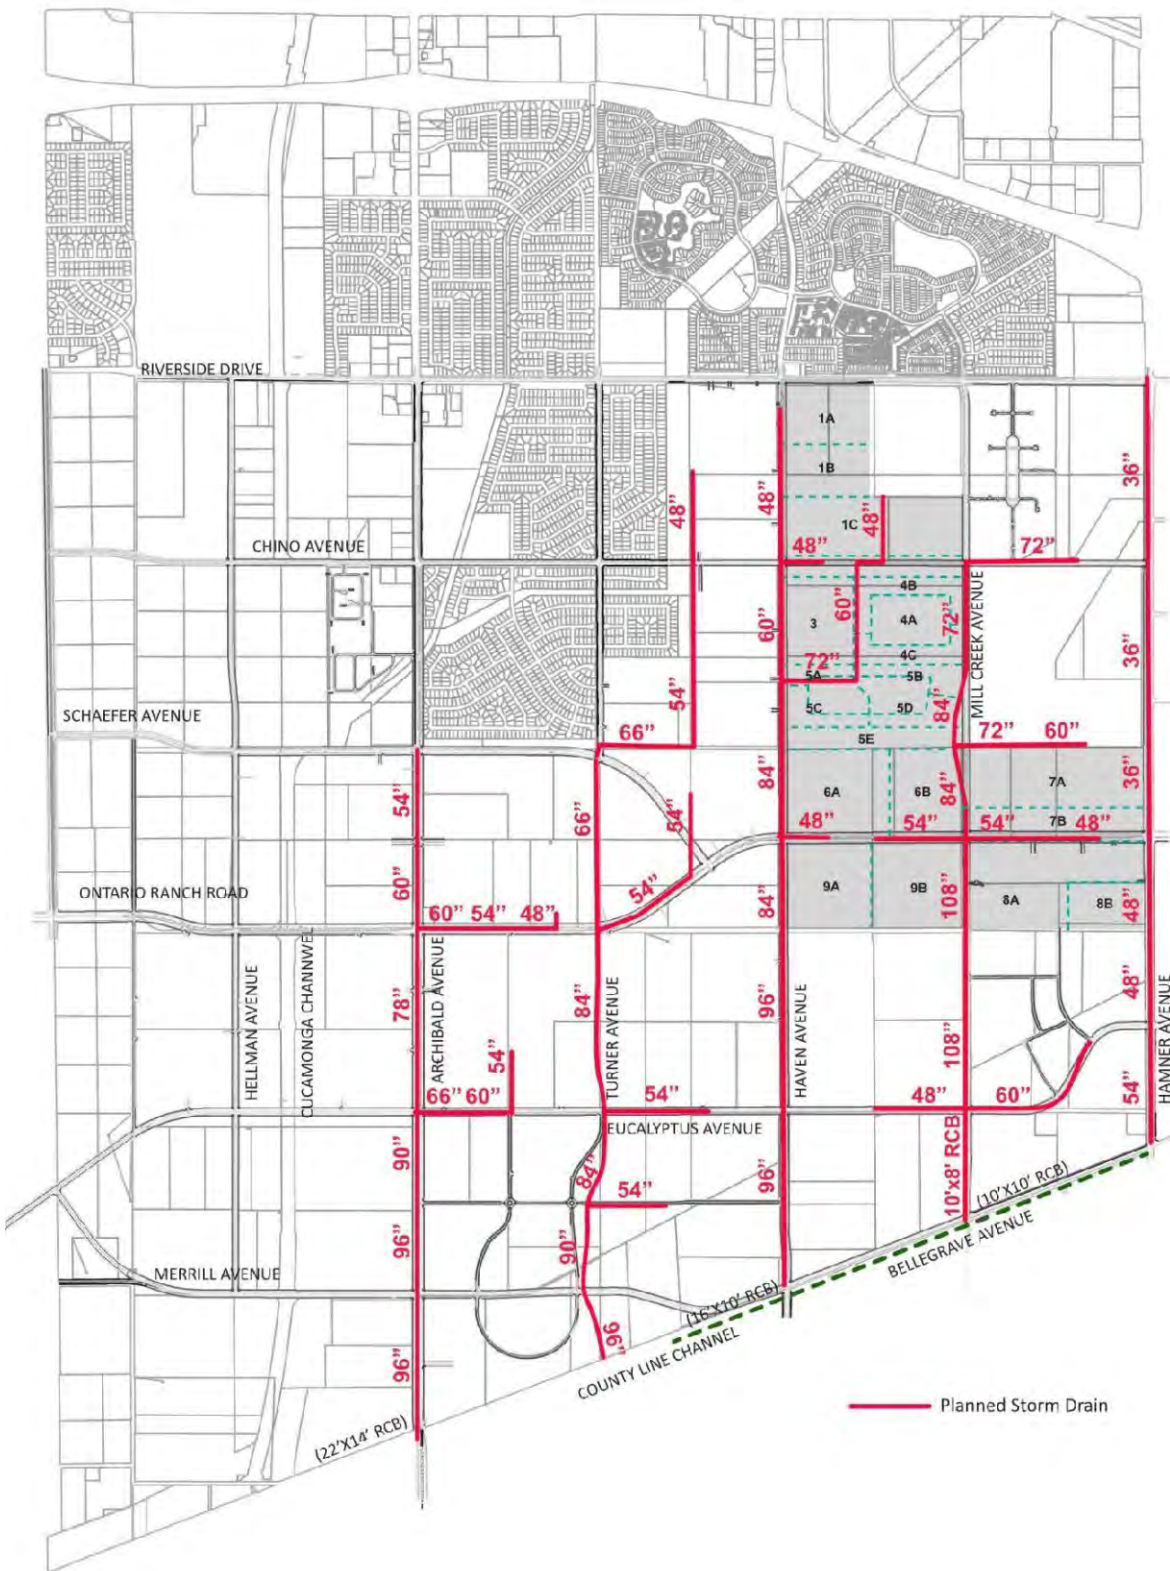 RIVERSIDE DRIVE
1A
1B
48"
48"
1C
48"
36"
CHINO AVENUE
48"
72"
4B
60"
3
60"
4A
72"
MILL CREEK AVENUE
36"
4C
72"
5A
5B
54"
5C
5D
84"
SCHAEFER AVENUE
66"
5E
72"
60"
54"
84"
6A
6B
84"
7A
36"
66"
54"
7B
48"
54"
54"
48"
60"
ONTARIO RANCH ROAD
54"
9A
9B
108"
8A
8B
48"
84"
60"
54"
48"
HELLMAN AVENUE
CUCAMONGA CHANNWEL
78"
ARCHIBALD AVENUE
84"
TURNER AVENUE
96"
HAVEN AVENUE
108"
48"
HAMNER AVENUE
54"
66"
60"
54"
48"
60"
54"
EUCALYPTUS AVENUE
90"
84"
54"
96"
10'x8' RCB
(10'X10' RCB)
96"
90"
BELLEGRAVE AVENUE
MERRILL AVENUE
(16'X10' RCB)
96"
96"
COUNTY LINE CHANNEL
(22'X14' RCB)
Planned Storm Drain